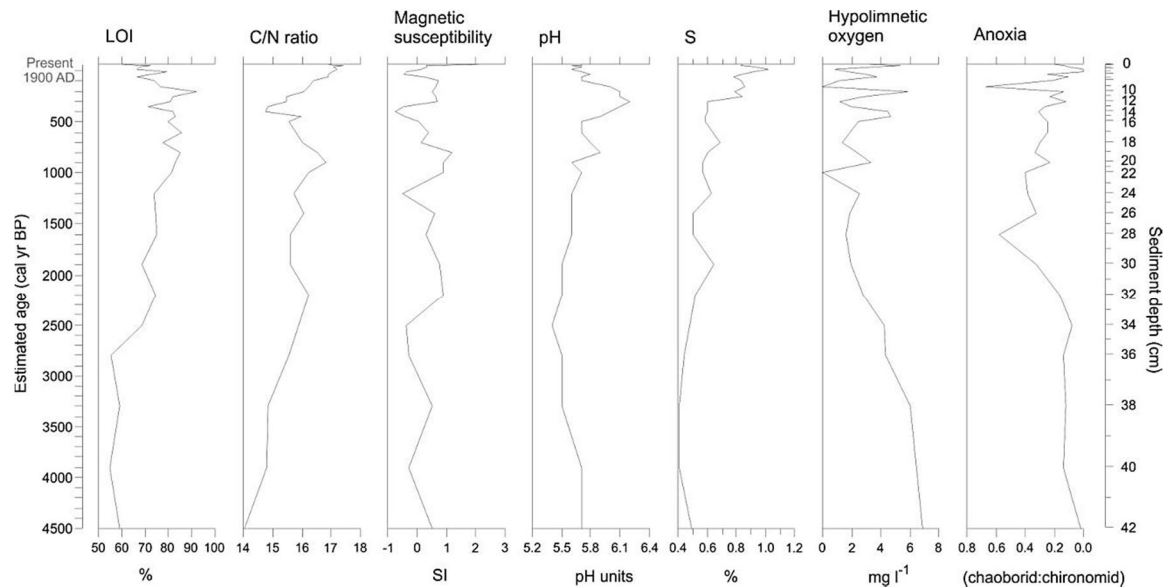 LOI
C/N ratio
Magnetic
susceptibility
pH
S
Hypolimnetic
oxygen
Anoxia
Estimated age (cal yr BP)
Present
1900 AD
500
1000
1500
2000
2500
3000
3500
4000
4500
50 60 70 80 90 100
%
14 15 16 17 18
-1 0 1 2 3
SI
5.2 5.5 5.8 6.1 6.4
pH units
0.4 0.6 0.8 1.0 1.2
%
0 2 4 6 8
mg l⁻¹
0.8 0.6 0.4 0.2 0.0
(chaoborid:chironomid)
0
10
12
14
16
18
20
22
24
26
28
30
32
34
36
38
40
42
Sediment depth (cm)